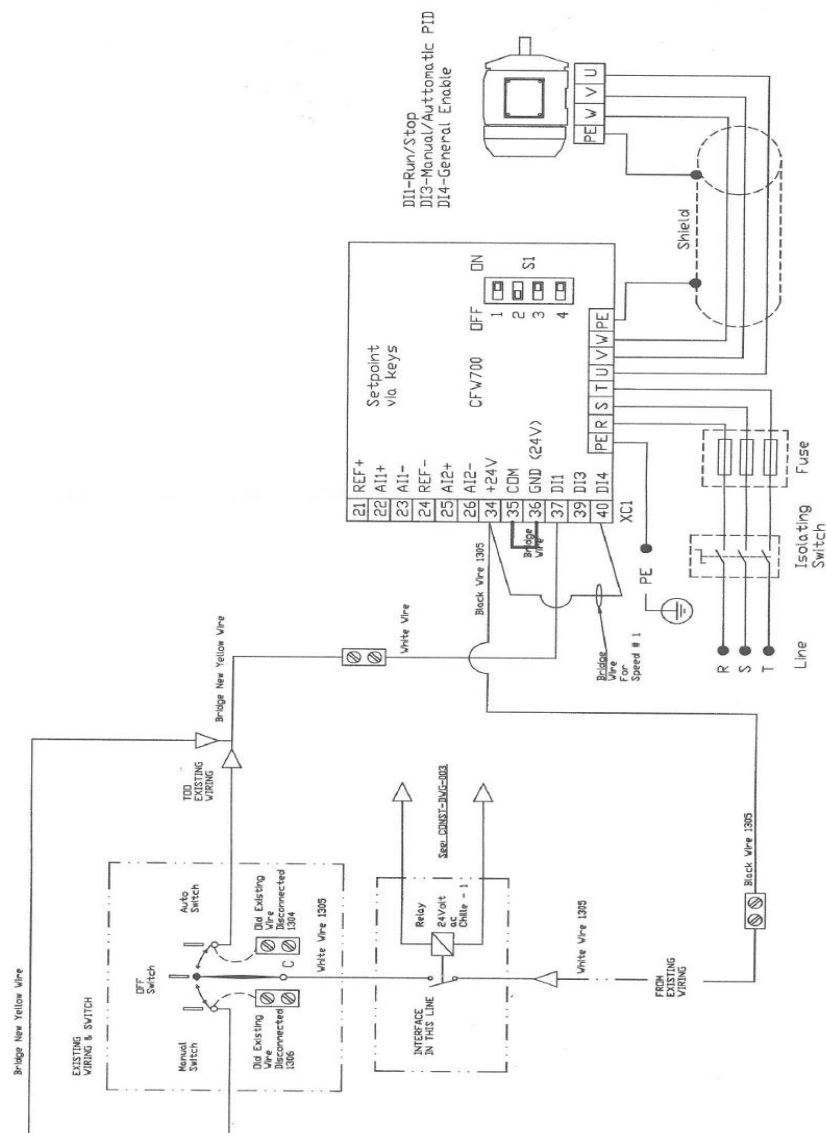 DI1-Run/Stop
DI3-Manual/Auttomatic PID
DI4-General Enable
PE W V U
Shield
Setpoint
via keys
CFW700
OFF ON
1
2
3
4
S1
21 REF+
22 AI1+
23 AI1-
24 REF-
25 AI2+
26 AI2-
34 +24V
35 COM
36 GND (24V)
37 DI1
39 DI3
40 DI4
XC1
PE R S T U V W PE
Bridge
Wire
Black Wire 1305
Bridge
Wire
For
Speed # 1
PE
Fuse
Isolating
Switch
R
S
T
Line
Bridge New Yellow Wire
White Wire
Bridge New Yellow Wire
TOO
EXISTING
WIRING
EXISTING
WIRING & SWITCH
Manual
Switch
OFF
Switch
Auto
Switch
Old Existing
Wire
Disconnected
1306
Old Existing
Wire
Disconnected
1304
C
White Wire 1305
INTERFACE
IN THIS LINE
Relay
24Volt
ac
Chille - 1
See: CONST-DWG-003
White Wire 1305
FROM
EXISTING
WIRING
Black Wire 1305